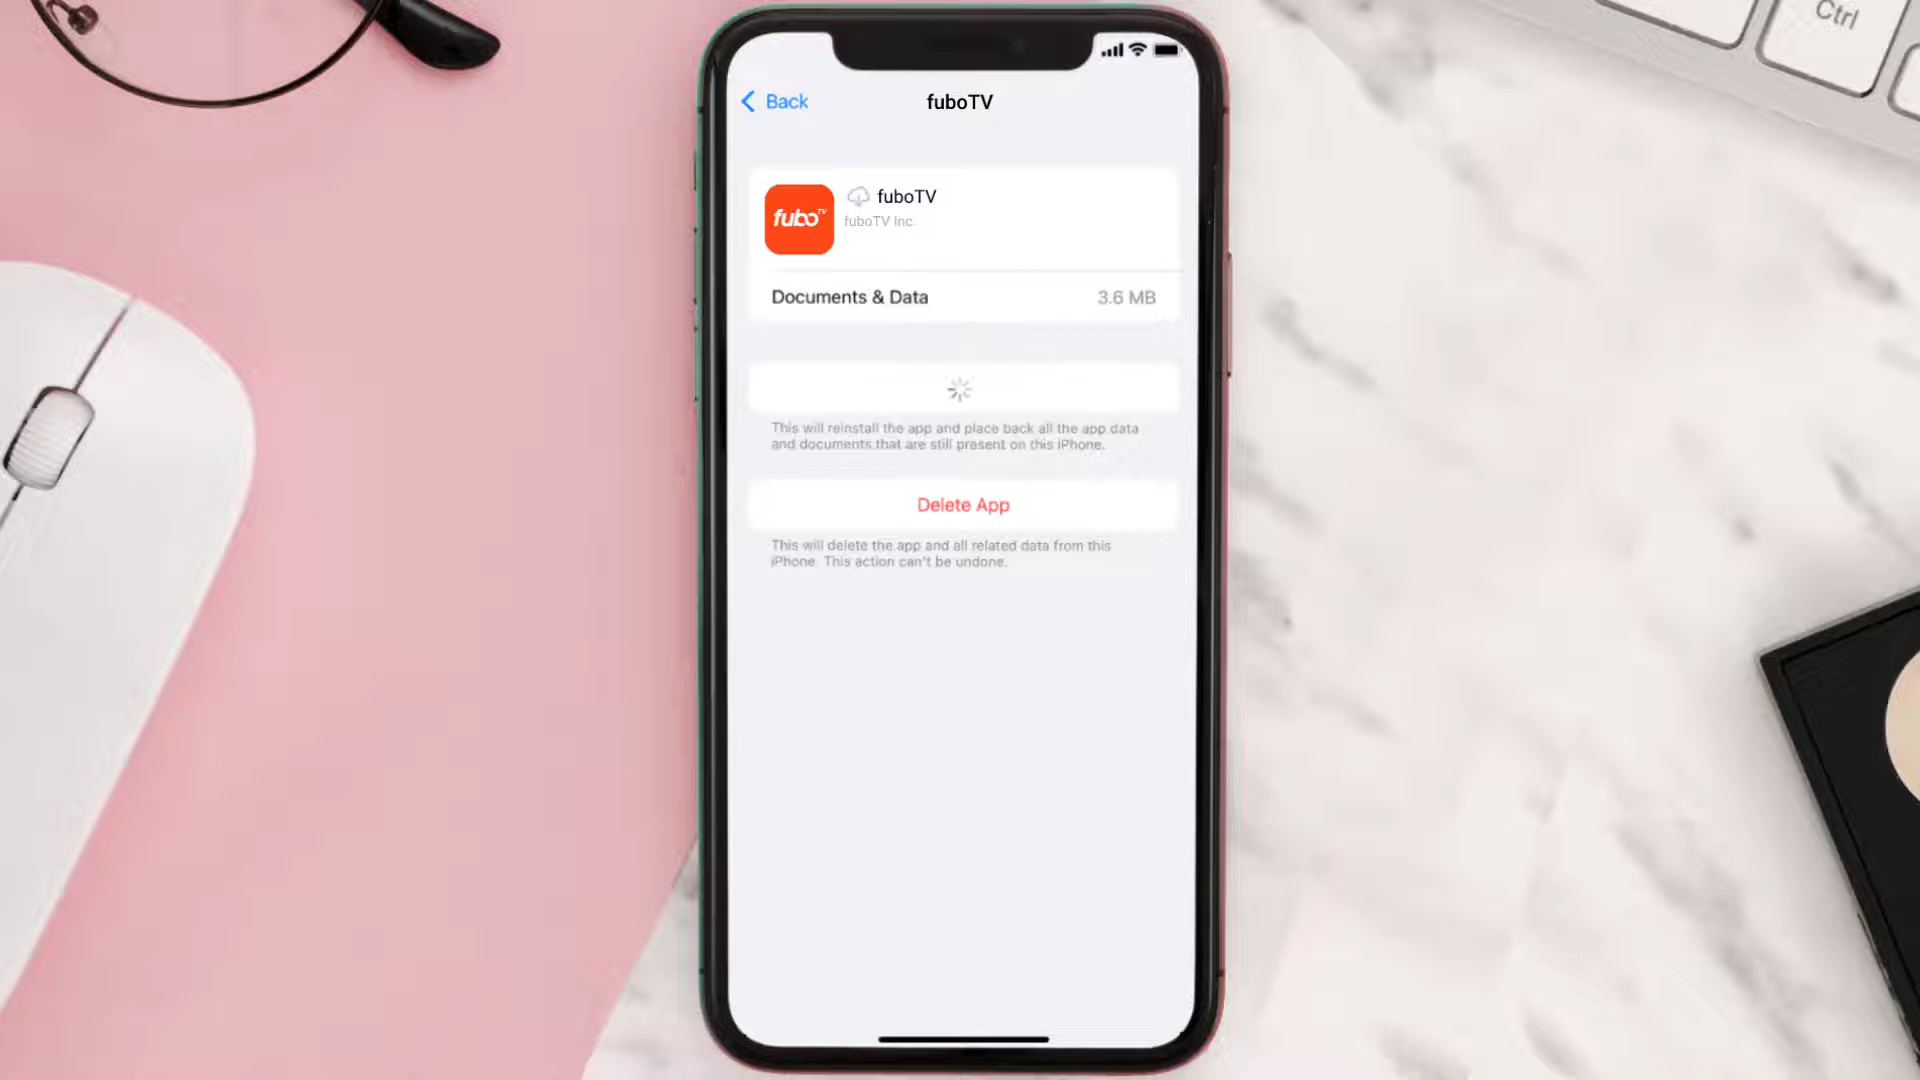 Ctrl
Back
fuboTV
fuboTV
fubo TV
fuboTV Inc.
Documents & Data
3.6 MB
This will reinstall the app and place back all the app data
and documents that are still present on this iPhone.
Delete App
This will delete the app and all related data from this
iPhone. This action can't be undone.